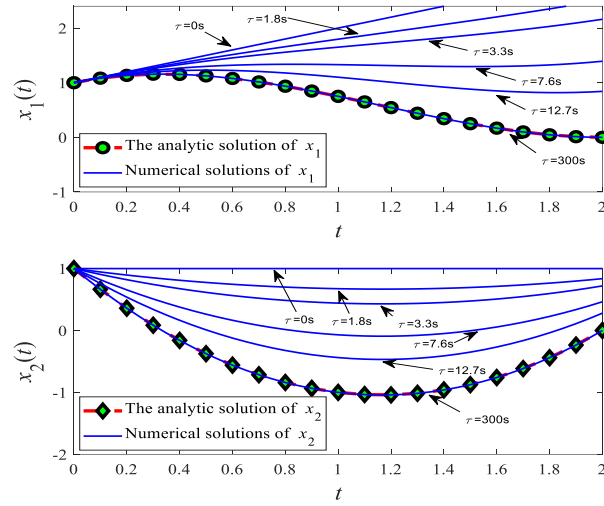 2
1
0
-1
x1(t)
τ=0s
τ=1.8s
τ=3.3s
τ=7.6s
τ=12.7s
τ=300s
The analytic solution of x1
Numerical solutions of x1
0 0.2 0.4 0.6 0.8 1 1.2 1.4 1.6 1.8 2
t
1
0
-1
-2
x2(t)
τ=0s
τ=1.8s
τ=3.3s
τ=7.6s
τ=12.7s
τ=300s
The analytic solution of x2
Numerical solutions of x2
0 0.2 0.4 0.6 0.8 1 1.2 1.4 1.6 1.8 2
t